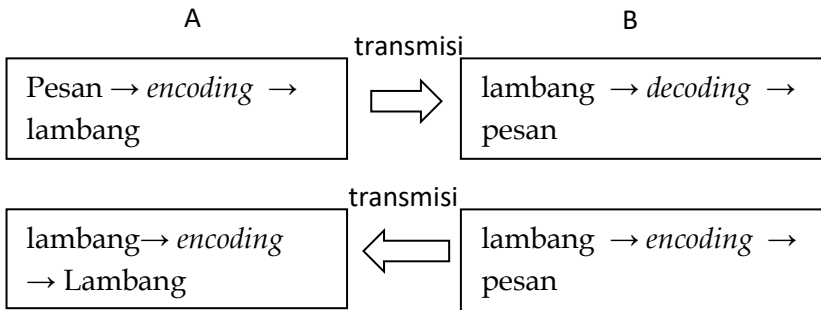 A
B
transmisi
Pesan → encoding →
lambang
lambang → decoding →
pesan
transmisi
lambang→ encoding
→ Lambang
lambang → encoding →
pesan